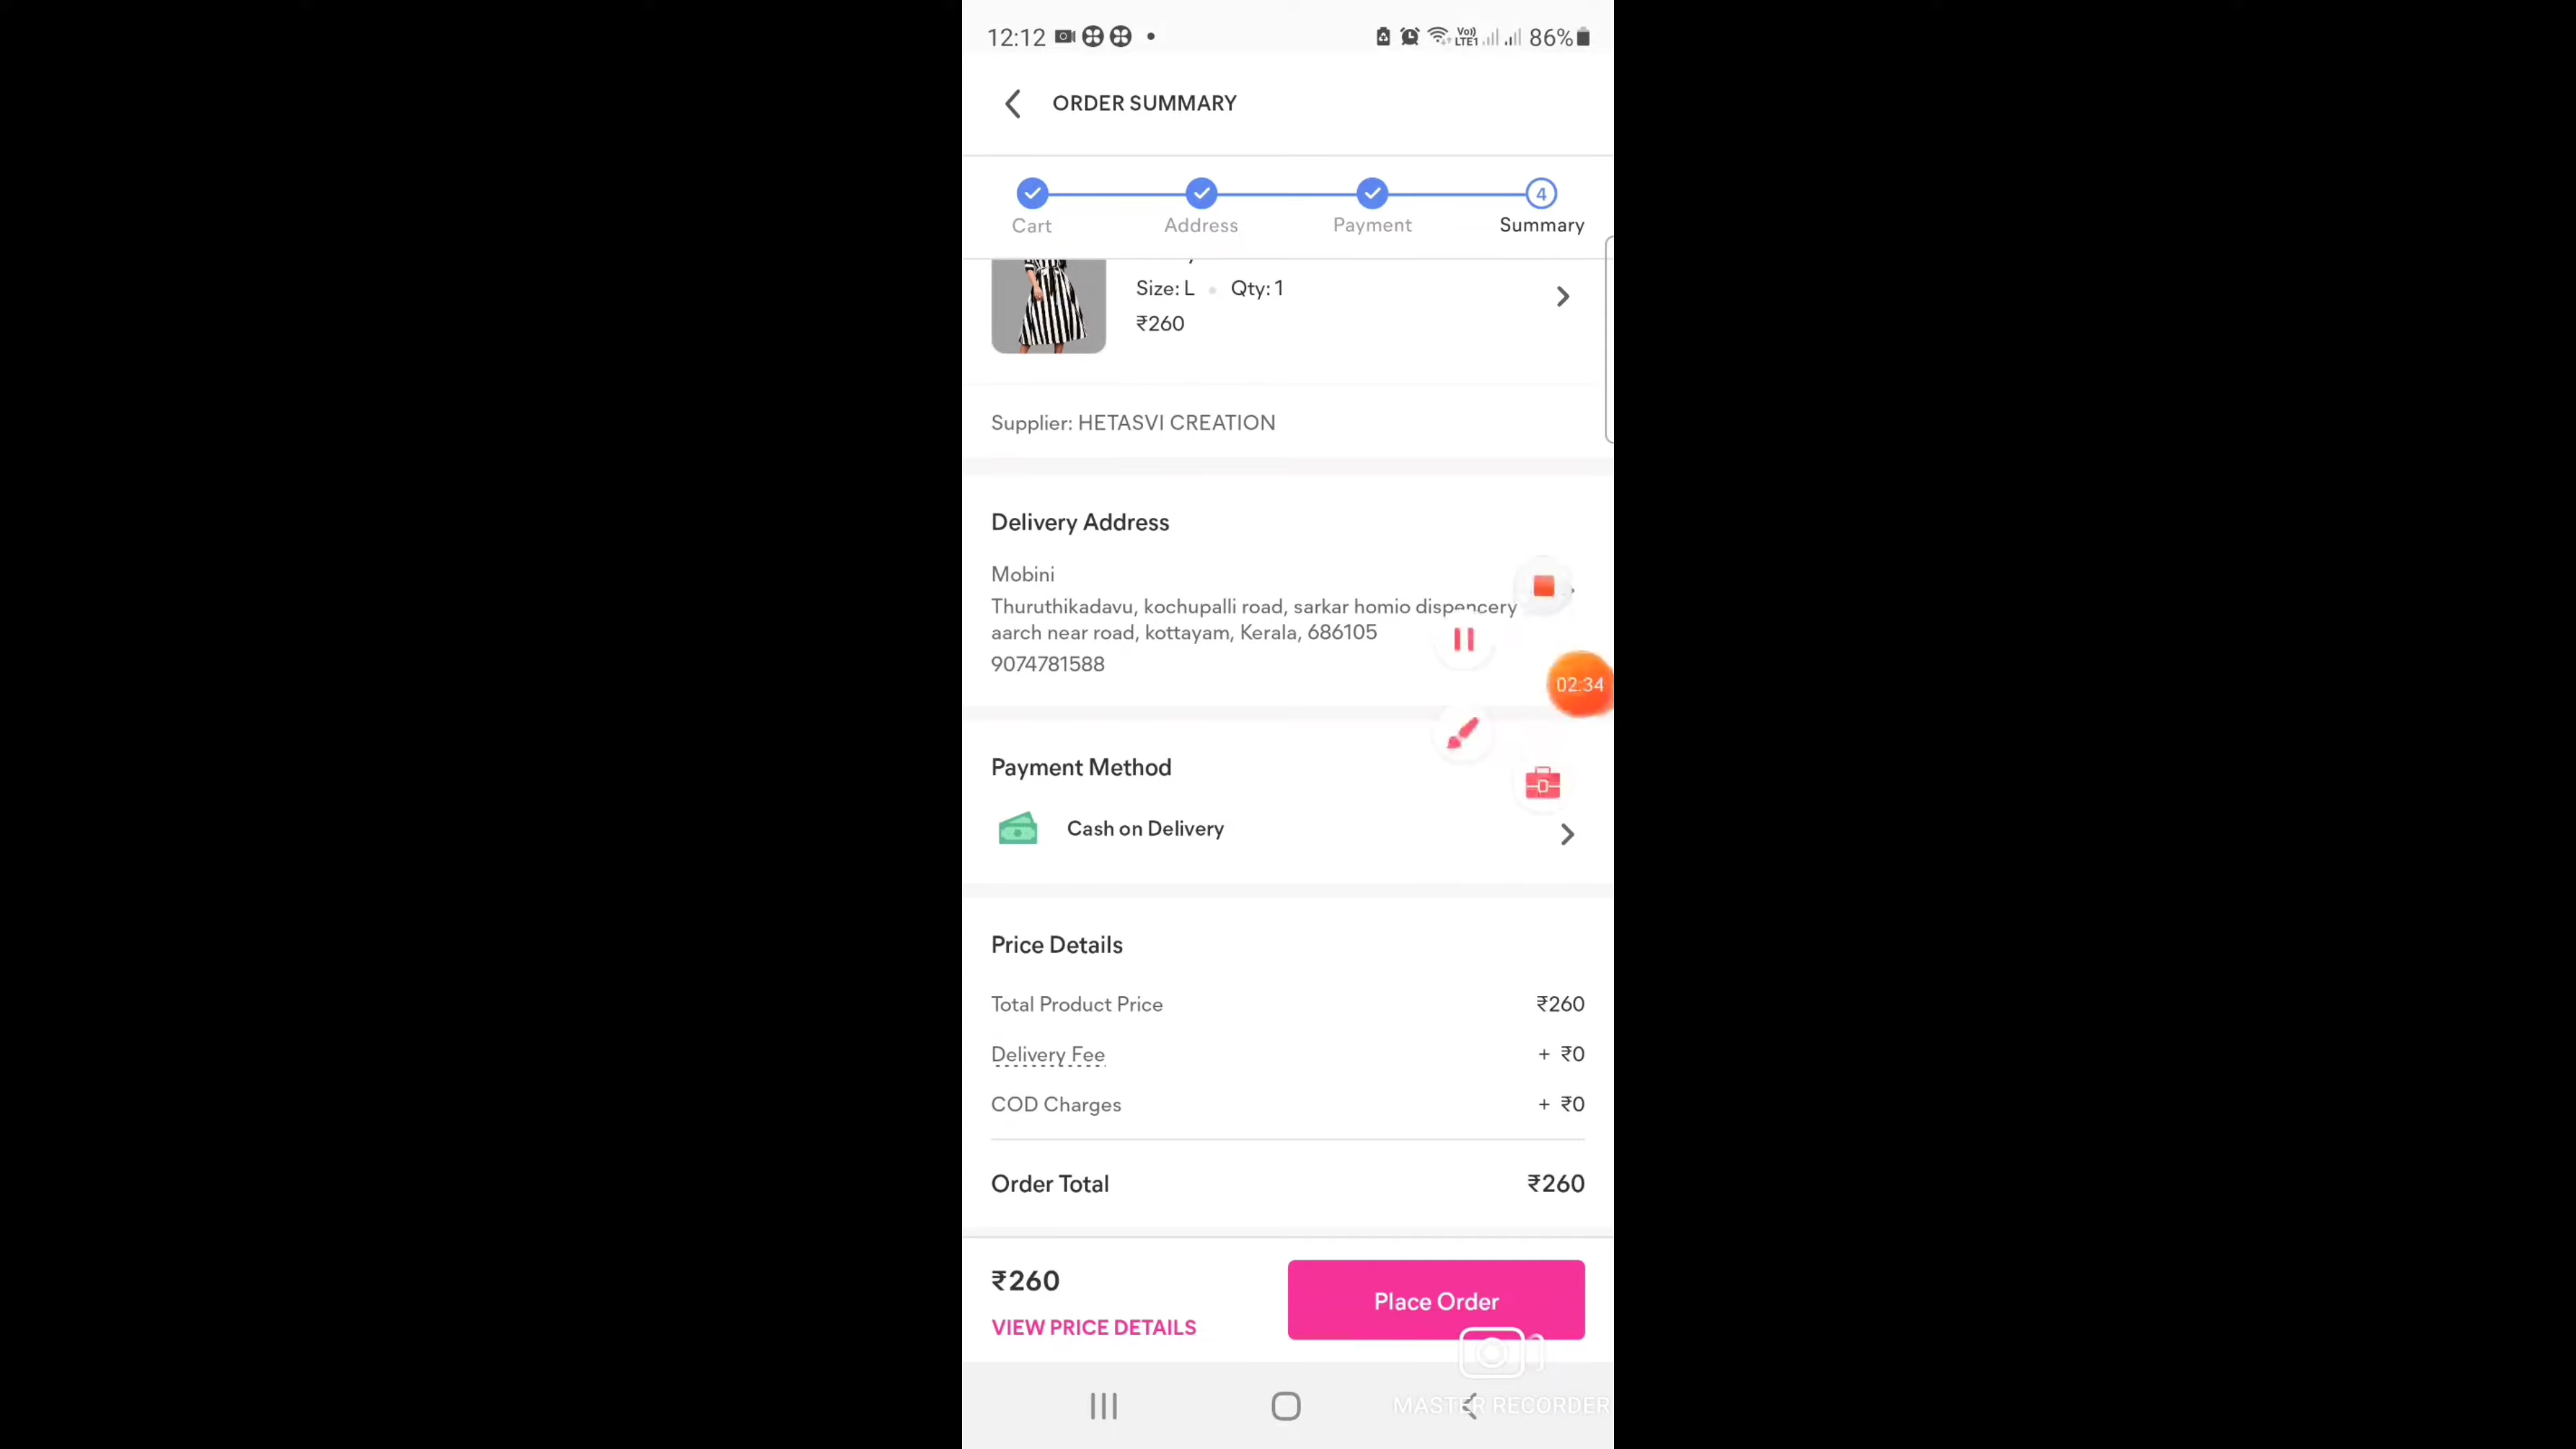 12:12
Vo))
LTE1
86%
ORDER SUMMARY
4
Cart
Address
Payment
Summary
Size: L
Qty: 1
₹260
Supplier: HETASVI CREATION
Delivery Address
Mobini
Thuruthikadavu, kochupalli road, sarkar homio dispencery
aarch near road, kottayam, Kerala, 686105
9074781588
02:34
Payment Method
Cash on Delivery
Price Details
Total Product Price
₹260
Delivery Fee
+ ₹0
COD Charges
+ ₹0
Order Total
₹260
₹260
VIEW PRICE DETAILS
Place Order
MASTER RECORDER